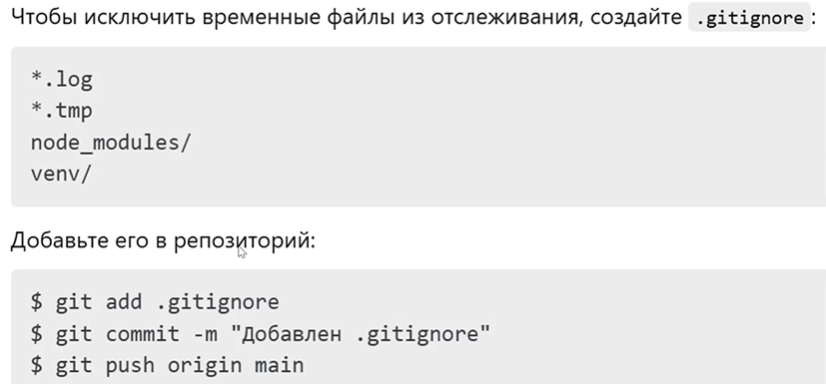 Чтобы исключить временные файлы из отслеживания, создайте .gitignore:
*.log
*.tmp
node_modules/
venv/
Добавьте его в репозиторий:
$ git add .gitignore
$ git commit -m "Добавлен .gitignore"
$ git push origin main